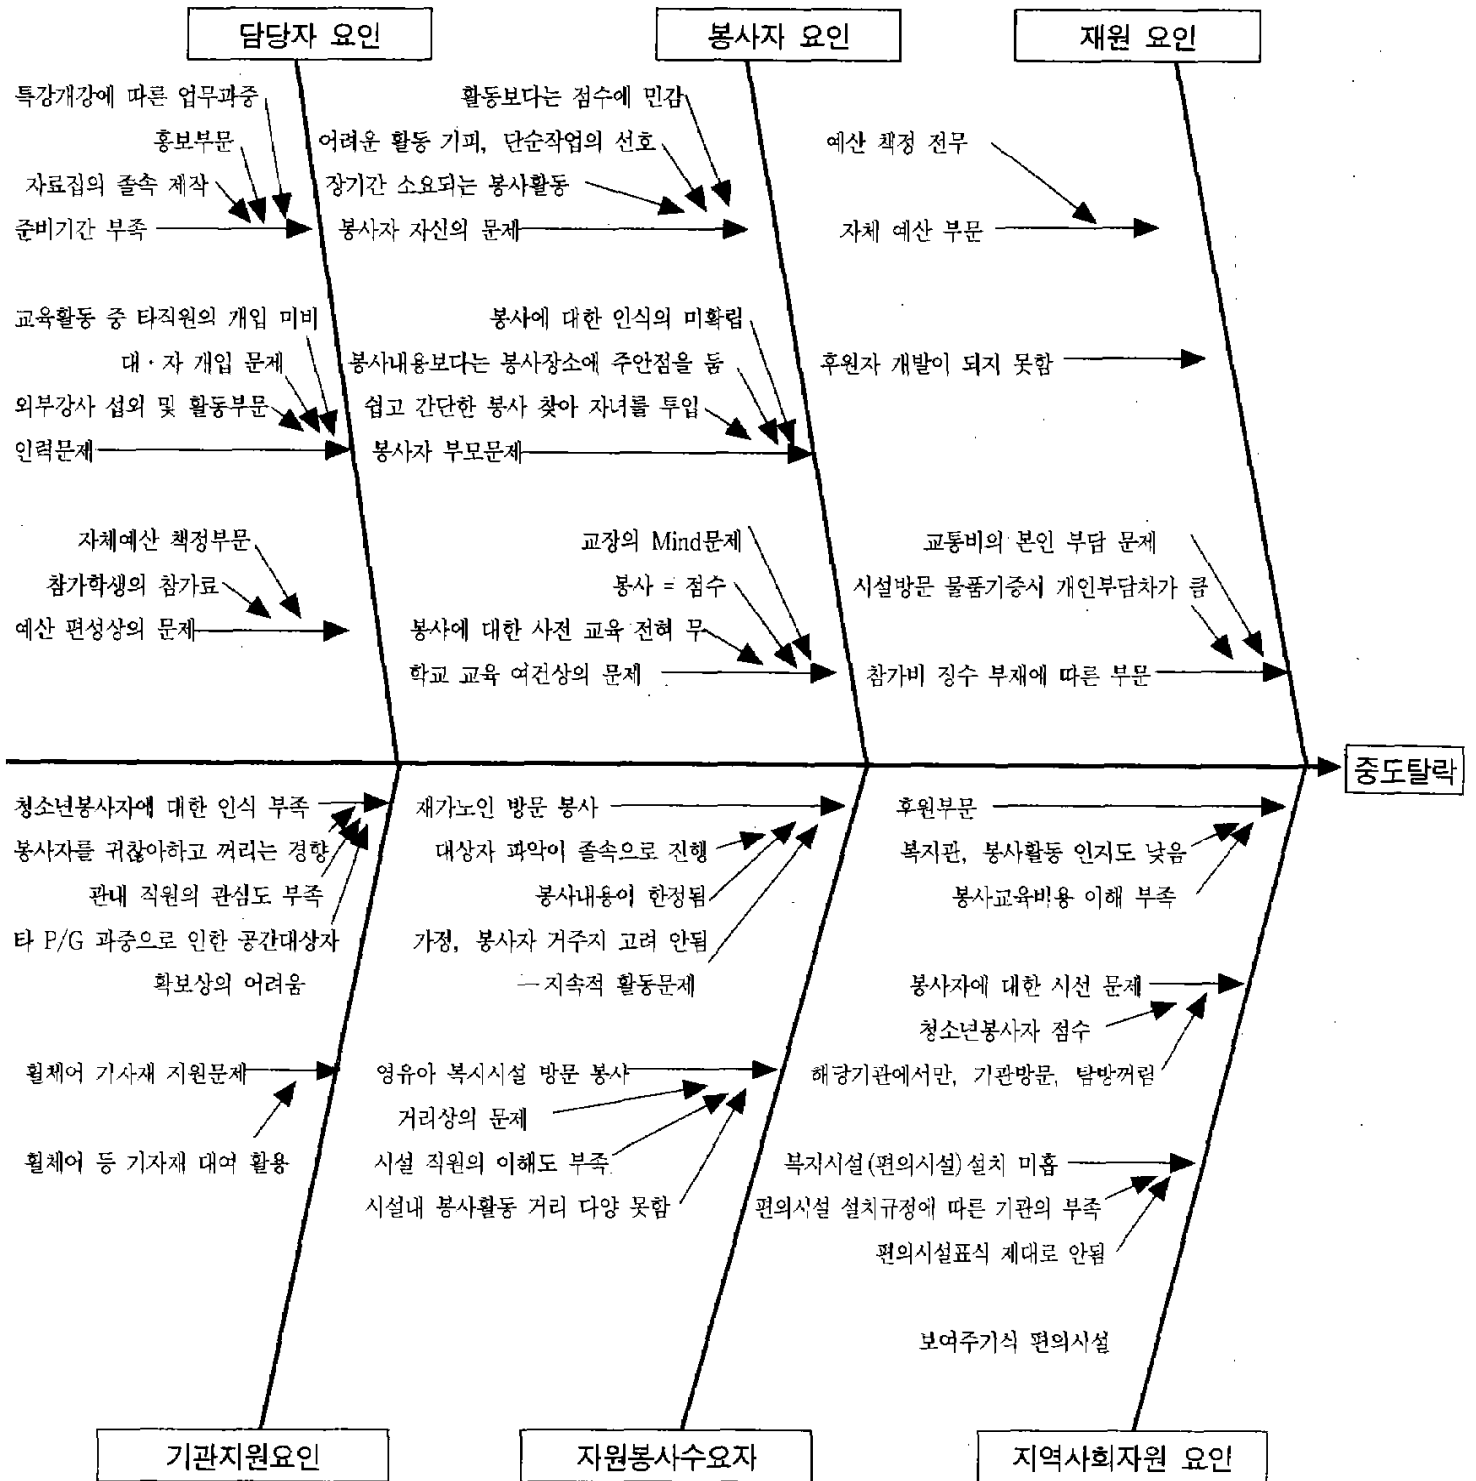 담당자 요인
특강개강에 따른 업무과중
홍보부문
자료집의 졸속 제작
준비기간 부족
교육활동 중 타직원의 개입 미비
대·자 개입 문제
외부강사 섭외 및 활동부문
인력문제
자체예산 책정부문
참가학생의 참가료
예산 편성상의 문제
봉사자 요인
활동보다는 점수에 민감
어려운 활동 기피, 단순작업의 선호
장기간 소요되는 봉사활동
봉사자 자신의 문제
봉사에 대한 인식의 미확립
봉사내용보다는 봉사장소에 주안점을 둠
쉽고 간단한 봉사 찾아 자녀를 투입
봉사자 부모문제
교장의 Mind문제
봉사 = 점수
봉사에 대한 사전 교육 전혀 무
학교 교육 여건상의 문제
재원 요인
예산 책정 전무
자체 예산 부문
후원자 개발이 되지 못함
교통비의 본인 부담 문제
시설방문 물품기증시 개인부담차가 큼
참가비 징수 부재에 따른 부문
중도탈락
청소년봉사자에 대한 인식 부족
봉사자를 귀찮아하고 꺼리는 경향
관내 직원의 관심도 부족
타 P/G 과중으로 인한 공간대상자
확보상의 어려움
휠체어 기사재 지원문제
휠체어 등 기자재 대여 활용
기관지원요인
재가노인 방문 봉사
대상자 파악이 졸속으로 진행
봉사내용이 한정됨
가정, 봉사자 거주지 고려 안됨
—지속적 활동문제
영유아 복시시설 방문 봉사
거리상의 문제
시설 직원의 이해도 부족
시설내 봉사활동 거리 다양 못함
자원봉사수요자
후원부문
복지관, 봉사활동 인지도 낮음
봉사교육비용 이해 부족
봉사자에 대한 시선 문제
청소년봉사자 점수
해당기관에서만, 기관방문, 탐방꺼림
복지시설(편의시설)설치 미흡
편의시설 설치규정에 따른 기관의 부족
편의시설표식 제대로 안됨
보여주기식 편의시설
지역사회자원 요인